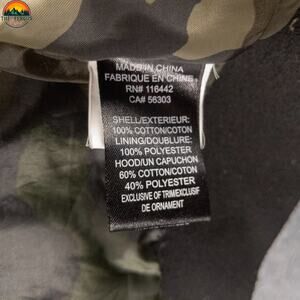 MADE IN CHINA
FABRIQUE EN CHINE
RN# 116442
CA# 56303
SHELL/EXTERIEUR:
100% COTTON/COTON
LINING/DOUBLURE:
100% POLYESTER
HOOD/UN CAPUCHON
60% COTTON/COTON
40% POLYESTER
EXCLUSIVE OF TRIM/EXCLUSIF
DE ORNAMENT